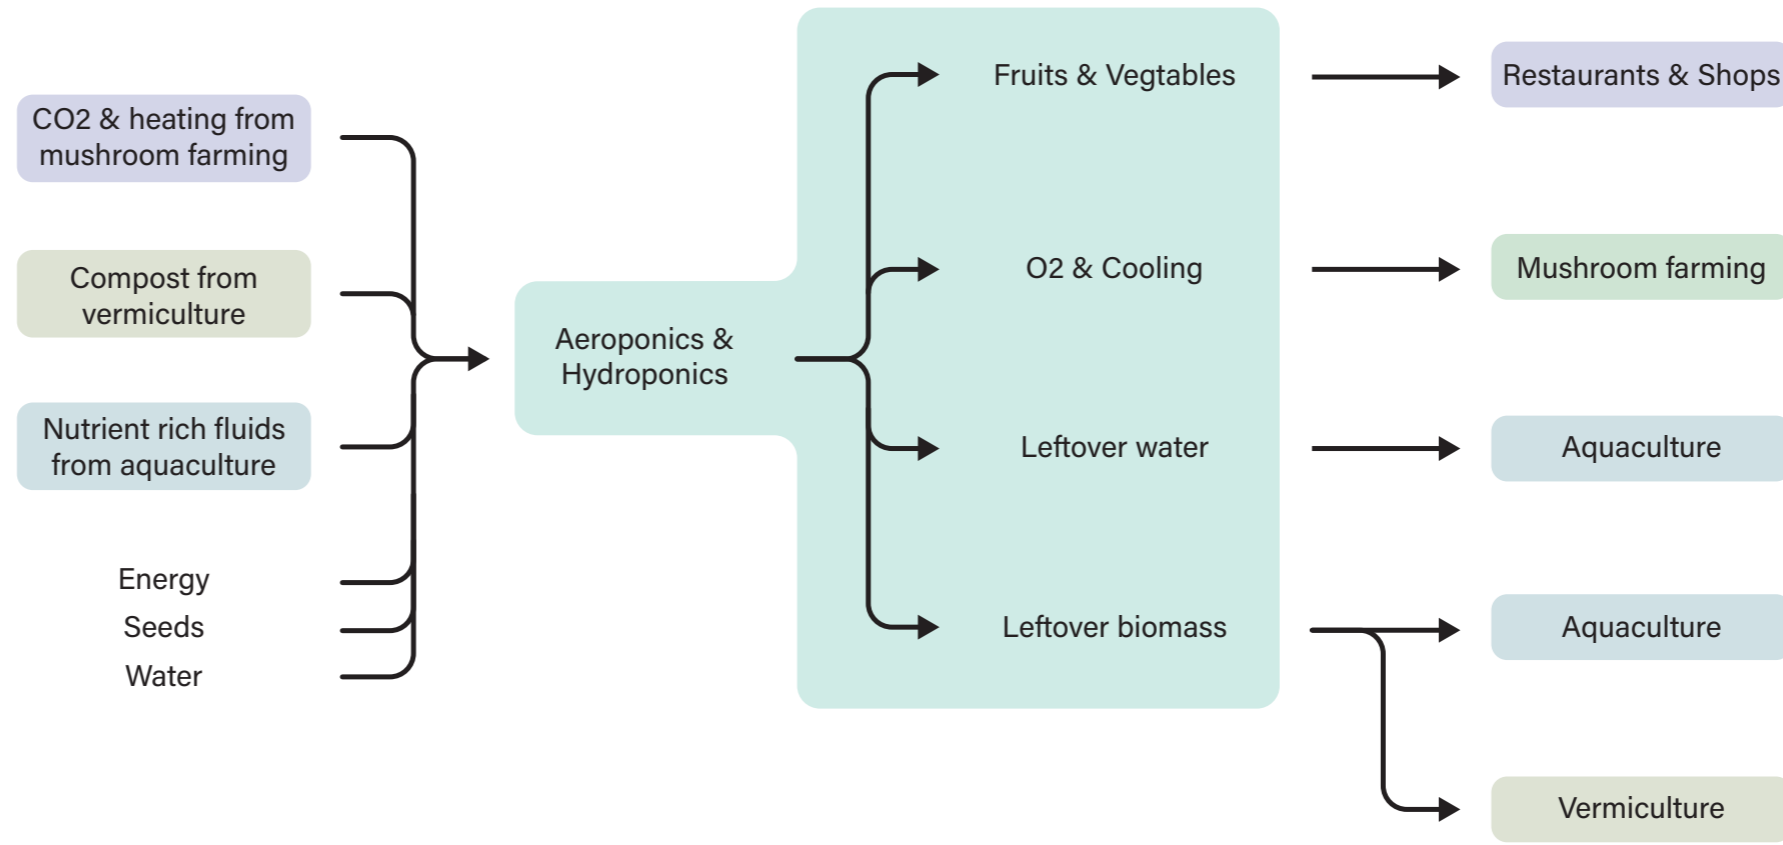 CO2 & heating from
mushroom farming
Compost from
vermiculture
Nutrient rich fluids
from aquaculture
Energy
Seeds
Water
Aeroponics &
Hydroponics
Fruits & Vegtables
O2 & Cooling
Leftover water
Leftover biomass
Restaurants & Shops
Mushroom farming
Aquaculture
Aquaculture
Vermiculture